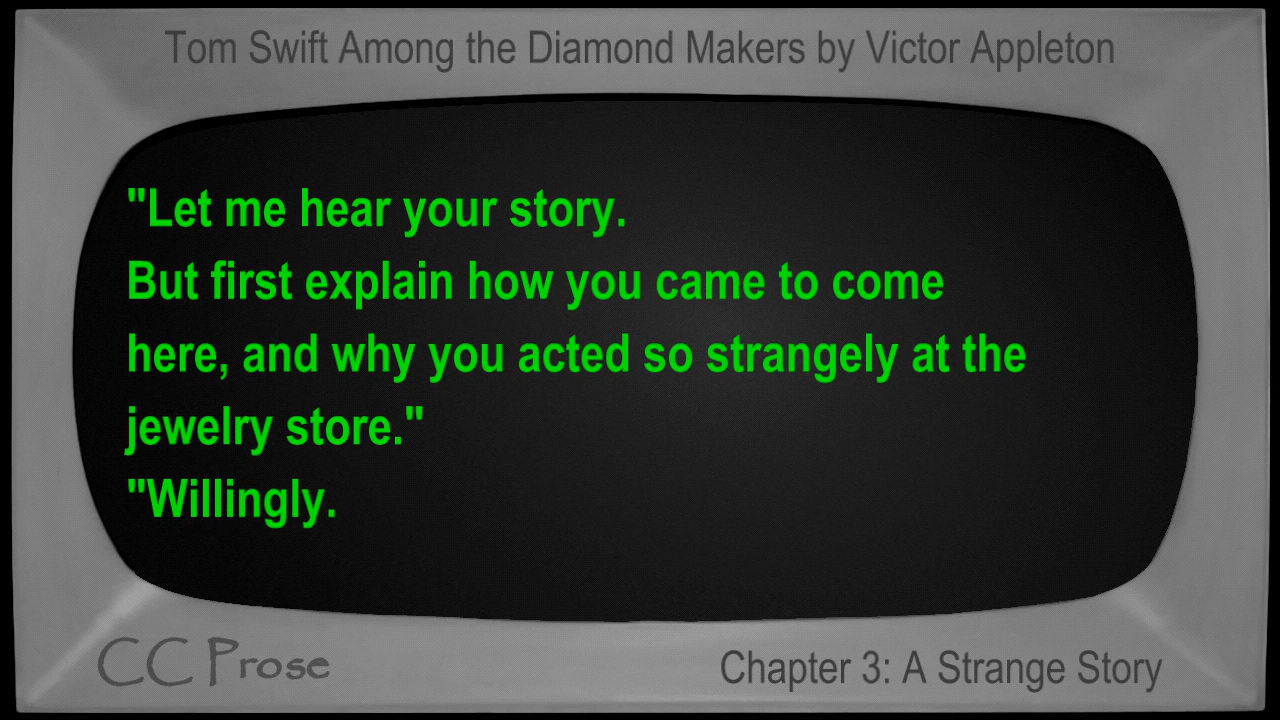 Tom Swift Among the Diamond Makers by Victor Appleton
"Let me hear your story.
But first explain how you came to come
here, and why you acted so strangely at the
jewelry store."
"Willingly.
CC Prose
Chapter 3: A Strange Story